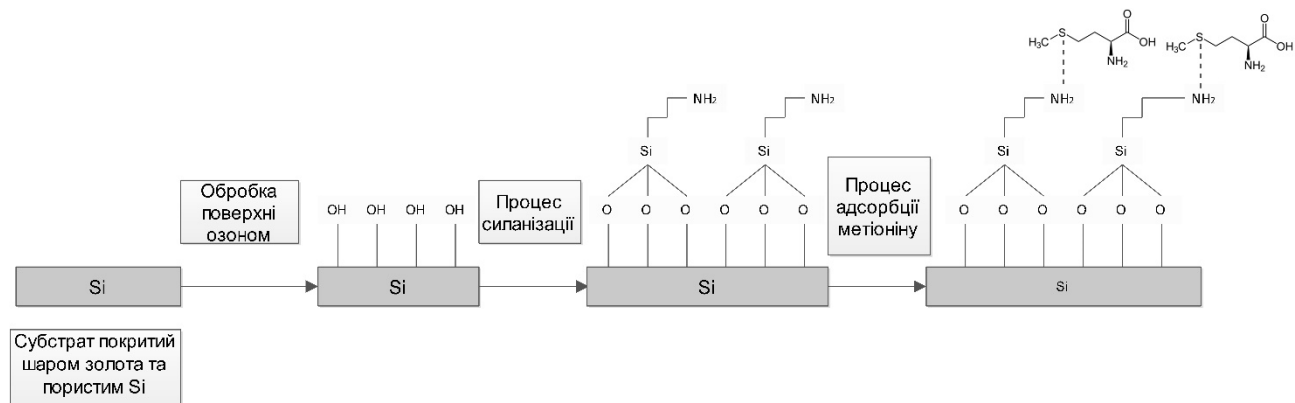 O
H₃C S OH
NH₂
O
H₃C S OH
NH₂
NH₂ NH₂ NH₂ NH₂
Si Si Si Si
Обробка
поверхні
озоном
Процес
силанізації
Процес
адсорбції
метіоніну
OH OH OH OH
O O O O O O
O O O O O O
Si Si Si Si
Субстрат покритий
шаром золота та
пористим Si